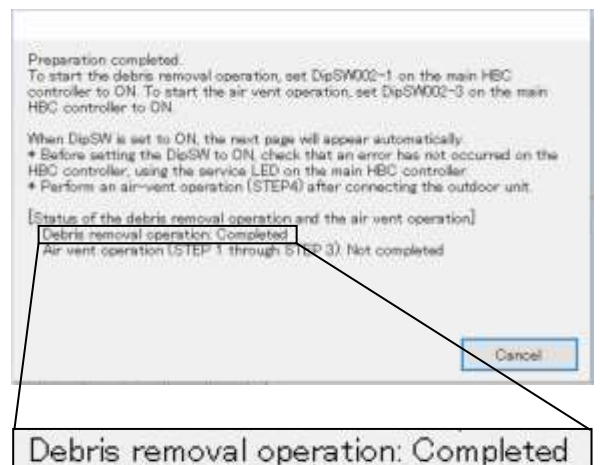 Preparation completed.
To start the debris removal operation, set DipSW002-1 on the main HBC
controller to ON. To start the air vent operation, set DipSW002-3 on the main
HBC controller to ON.
When DipSW is set to ON, the next page will appear automatically.
* Before setting the DipSW to ON, check that an error has not occurred on the
HBC controller, using the service LED on the main HBC controller.
* Perform an air-vent operation (STEP4) after connecting the outdoor unit.
[Status of the debris removal operation and the air vent operation]
Debris removal operation: Completed
Air vent operation (STEP 1 through STEP 3): Not completed
Cancel
Debris removal operation: Completed